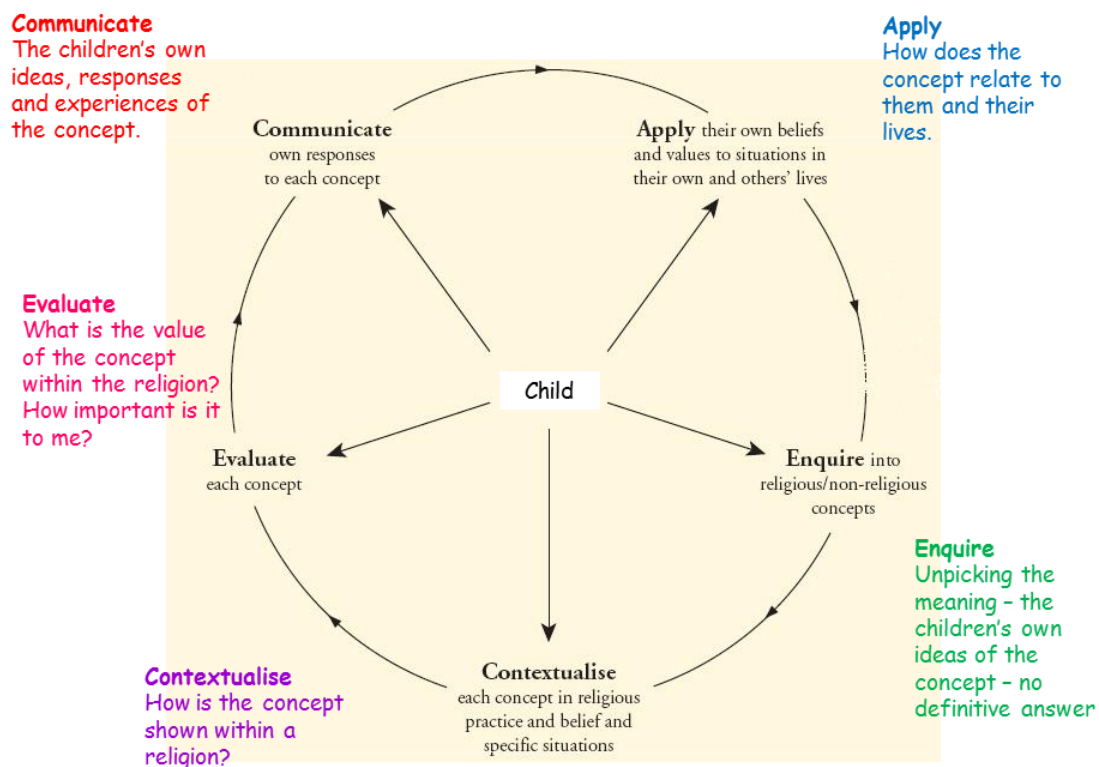 Communicate
The children's own
ideas, responses
and experiences of
the concept.
Apply
How does the
concept relate to
them and their
lives.
Communicate
own responses
to each concept
Apply their own beliefs
and values to situations in
their own and others' lives
Evaluate
What is the value
of the concept
within the religion?
How important is it
to me?
Child
Evaluate
each concept
Enquire into
religious/non-religious
concepts
Enquire
Unpicking the
meaning – the
children's own
ideas of the
concept – no
definitive answer
Contextualise
How is the concept
shown within a
religion?
Contextualise
each concept in religious
practice and belief and
specific situations